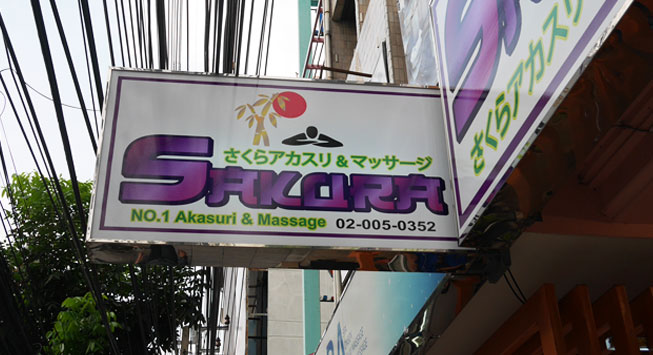 さくらアカスリ&マッサージ
SAKURA
NO.1 Akasuri & Massage 02-005-0352
さくらアカスリ